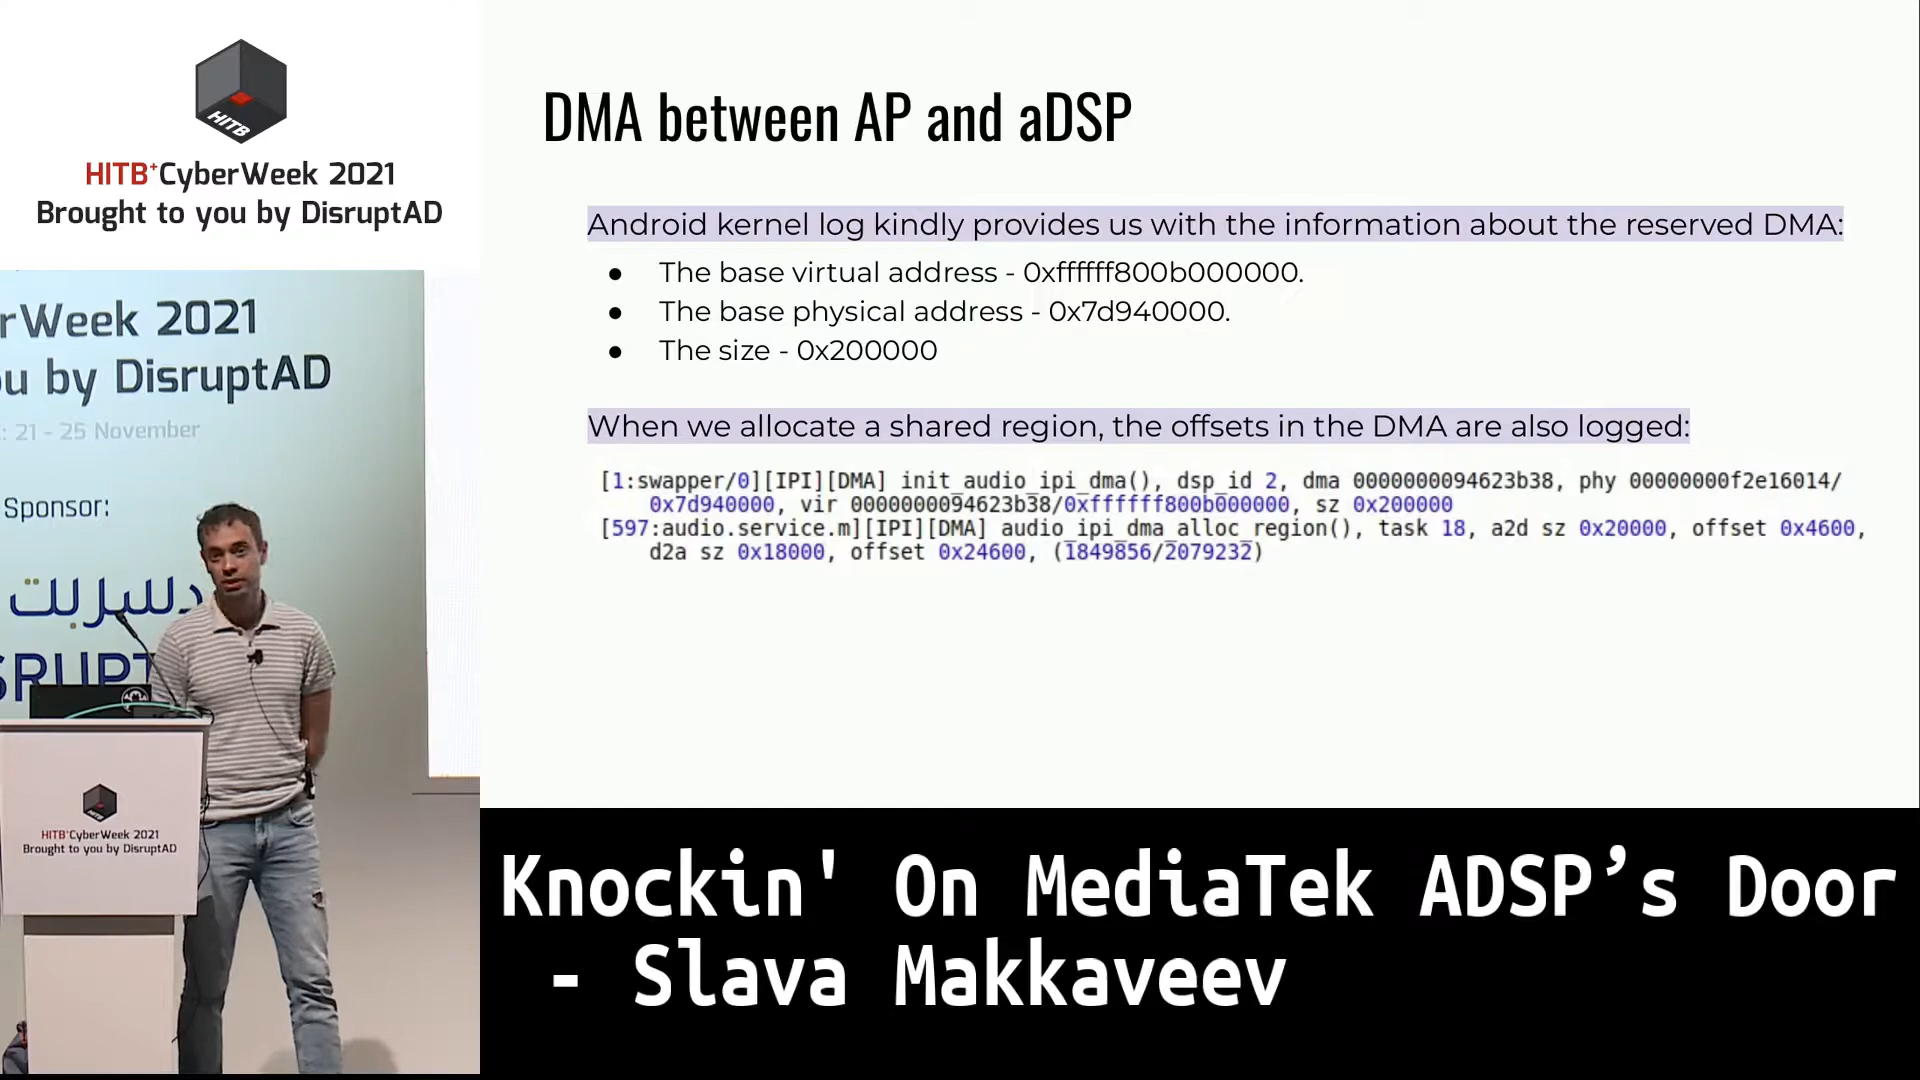 HITB
HITB+CyberWeek 2021
Brought to you by DisruptAD
rWeek 2021
u by DisruptAD
: 21 - 25 November
Sponsor:
دسربت
SRUPT
HITB+CyberWeek 2021
Brought to you by DisruptAD
DMA between AP and aDSP
Android kernel log kindly provides us with the information about the reserved DMA:
● The base virtual address - 0xffffff800b000000.
● The base physical address - 0x7d940000.
● The size - 0x200000
When we allocate a shared region, the offsets in the DMA are also logged:
[1:swapper/0][IPI][DMA] init_audio_ipi_dma(), dsp_id 2, dma 0000000094623b38, phy 00000000f2e16014/
0x7d940000, vir 0000000094623b38/0xffffff800b000000, sz 0x200000
[597:audio.service.m][IPI][DMA] audio_ipi_dma_alloc_region(), task 18, a2d sz 0x20000, offset 0x4600,
d2a sz 0x18000, offset 0x24600, (1849856/2079232)
Knockin' On MediaTek ADSP’s Door
- Slava Makkaveev